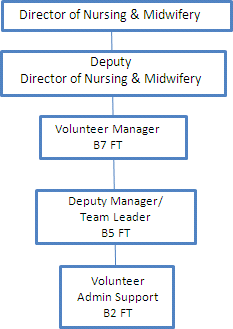 Director of Nursing & Midwifery
Deputy
Director of Nursing & Midwifery
Volunteer Manager
B7 FT
Deputy Manager/
Team Leader
B5 FT
Volunteer
Admin Support
B2 FT